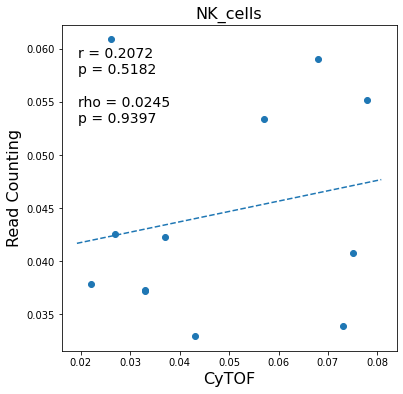 NK_cells
r = 0.2072
p = 0.5182
rho = 0.0245
p = 0.9397
Read Counting
0.060
0.055
0.050
0.045
0.040
0.035
0.02 0.03 0.04 0.05 0.06 0.07 0.08
CyTOF